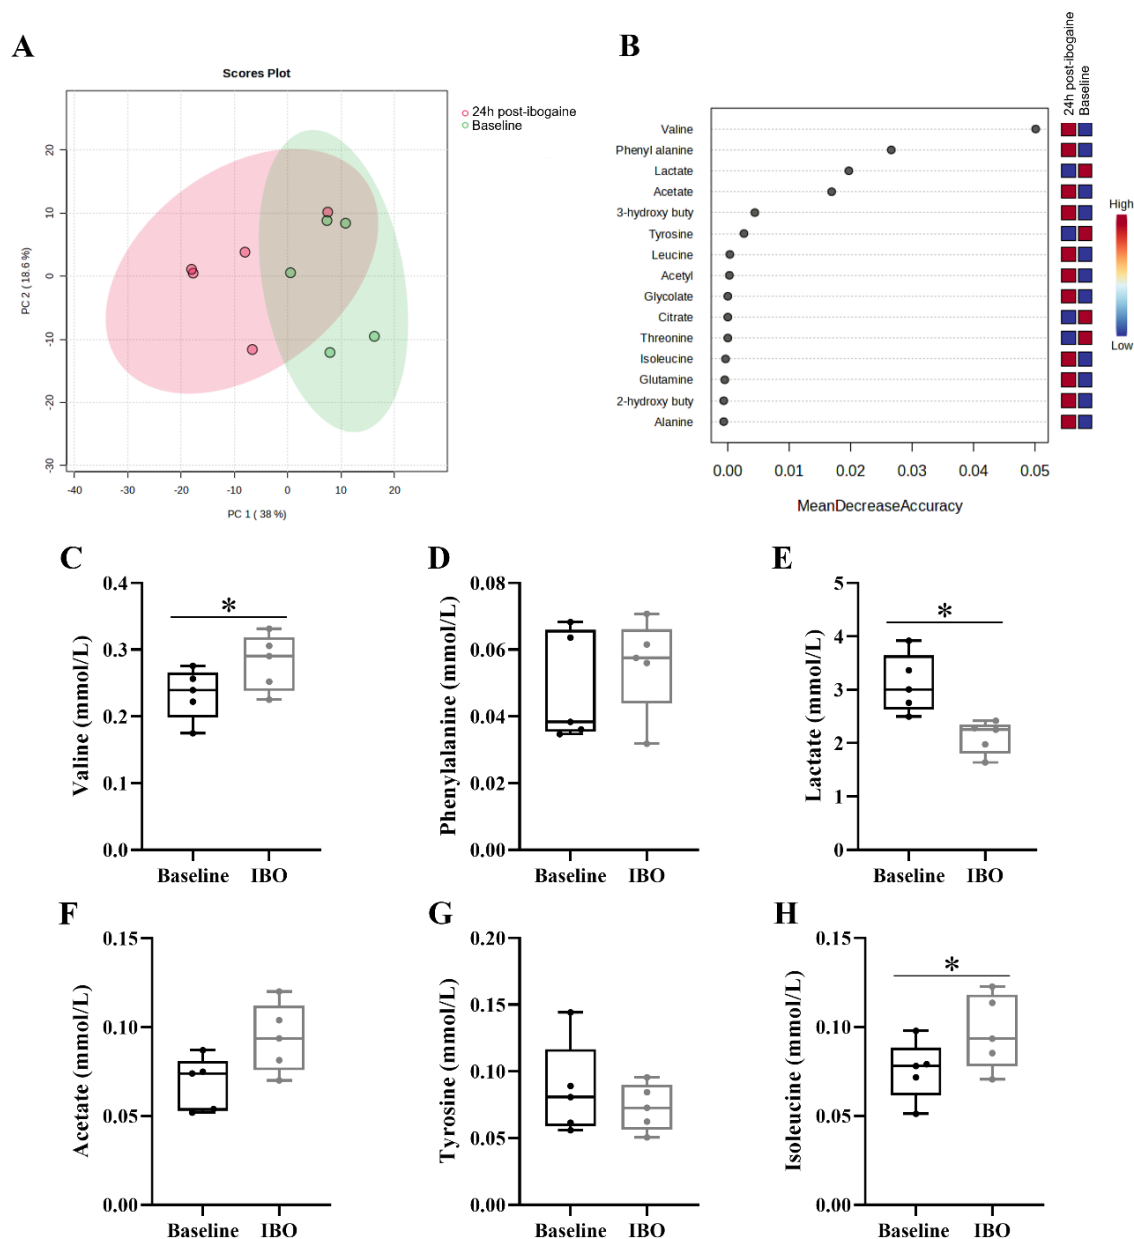 A
Scores Plot
24h post-ibogaine
Baseline
PC 2 ( 18.6 %)
20
10
0
-10
-20
-30
-40
-30
-20
-10
0
10
20
PC 1 ( 38 %)
B
24h post-ibogaine
Baseline
Valine
Phenyl alanine
Lactate
Acetate
3-hydroxy buty
Tyrosine
Leucine
Acetyl
Glycolate
Citrate
Threonine
Isoleucine
Glutamine
2-hydroxy buty
Alanine
High
Low
0.00
0.01
0.02
0.03
0.04
0.05
MeanDecreaseAccuracy
C
Valine (mmol/L)
0.4
0.3
0.2
0.1
0.0
*
Baseline
IBO
D
Phenylalanine (mmol/L)
0.08
0.06
0.04
0.02
0.00
Baseline
IBO
E
Lactate (mmol/L)
5
4
3
2
1
0
*
Baseline
IBO
F
Acetate (mmol/L)
0.15
0.10
0.05
0.00
Baseline
IBO
G
Tyrosine (mmol/L)
0.20
0.15
0.10
0.05
0.00
Baseline
IBO
H
Isoleucine (mmol/L)
0.15
0.10
0.05
0.00
*
Baseline
IBO